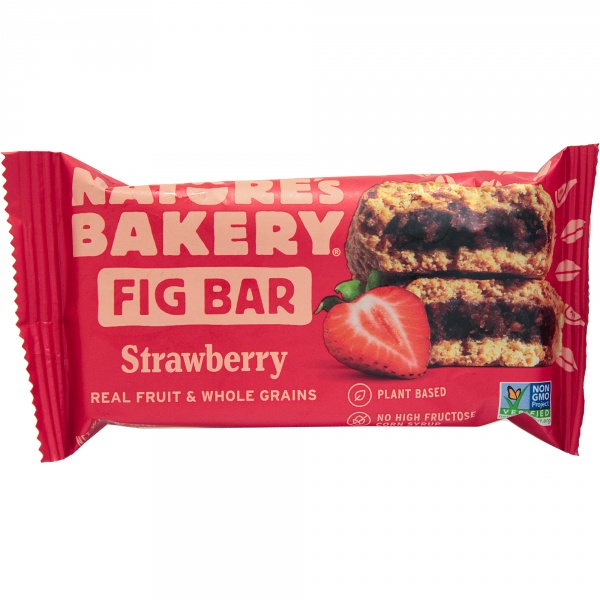 NATURE'S
BAKERY®
FIG BAR
Strawberry
REAL FRUIT & WHOLE GRAINS
PLANT BASED
NO HIGH FRUCTOSE
CORN SYRUP
NON
GMO
Project
VERIFIED